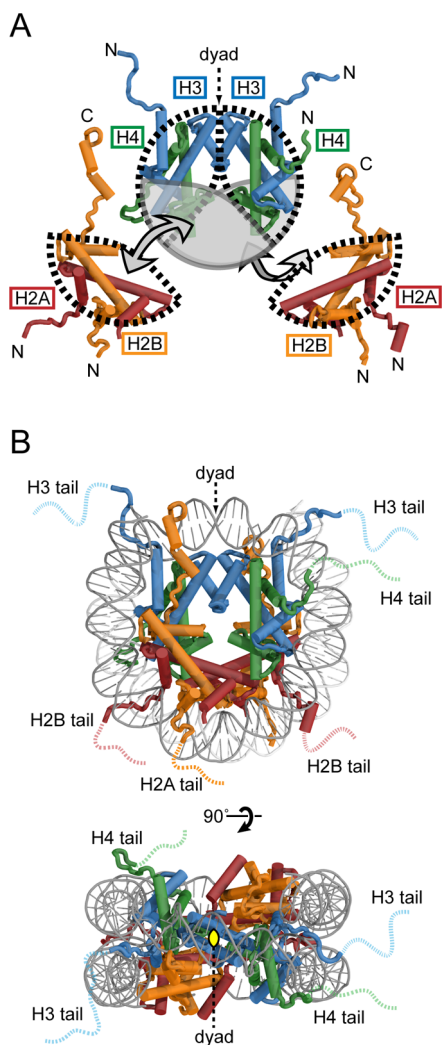 A
dyad
N
H3
H3
N
C
H4
N
H4
C
H2A
H2B
H2B
H2A
N
N
N
N
B
dyad
H3 tail
H3 tail
H4 tail
H2B tail
H2A tail
H2B tail
90°
H4 tail
H3 tail
H3 tail
H4 tail
dyad